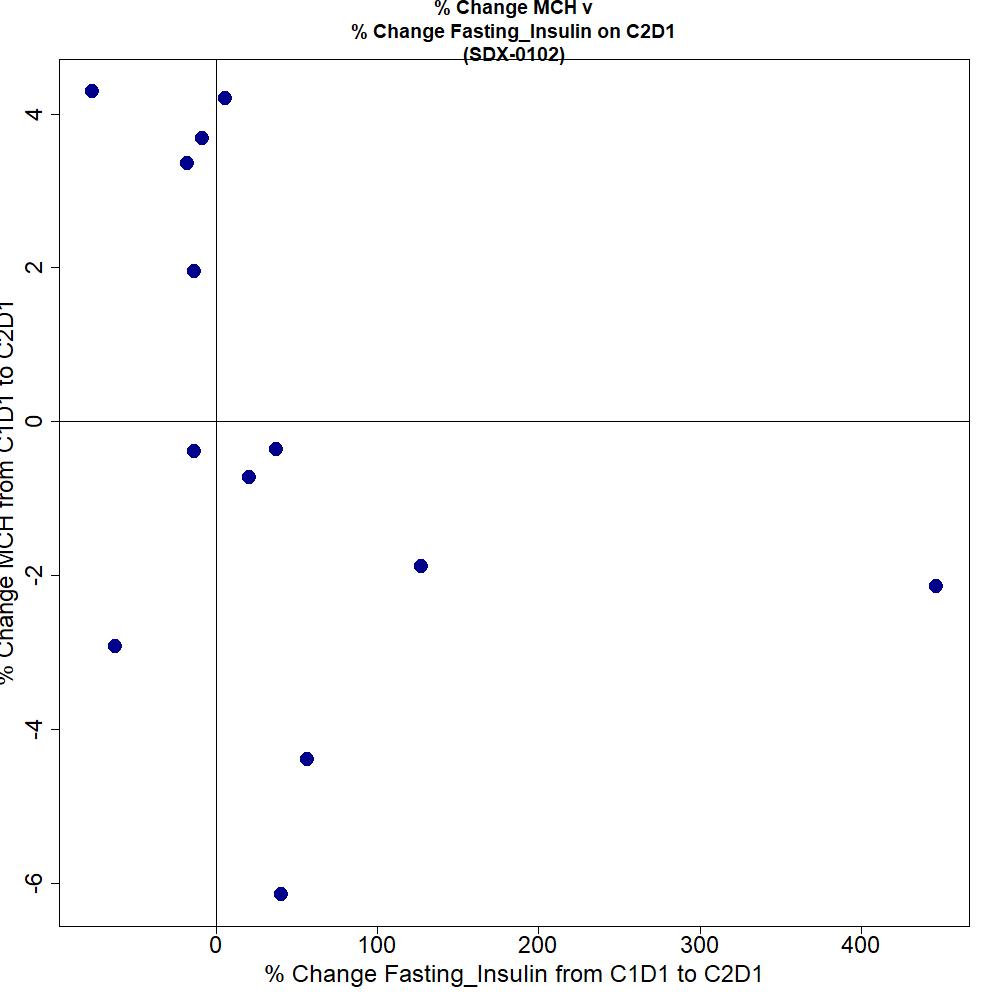 % Change MCH v
% Change Fasting_Insulin on C2D1
(SDX-0102)
% Change MCH from C1D1 to C2D1
4
2
0
-2
-4
-6
0
100
200
300
400
% Change Fasting_Insulin from C1D1 to C2D1